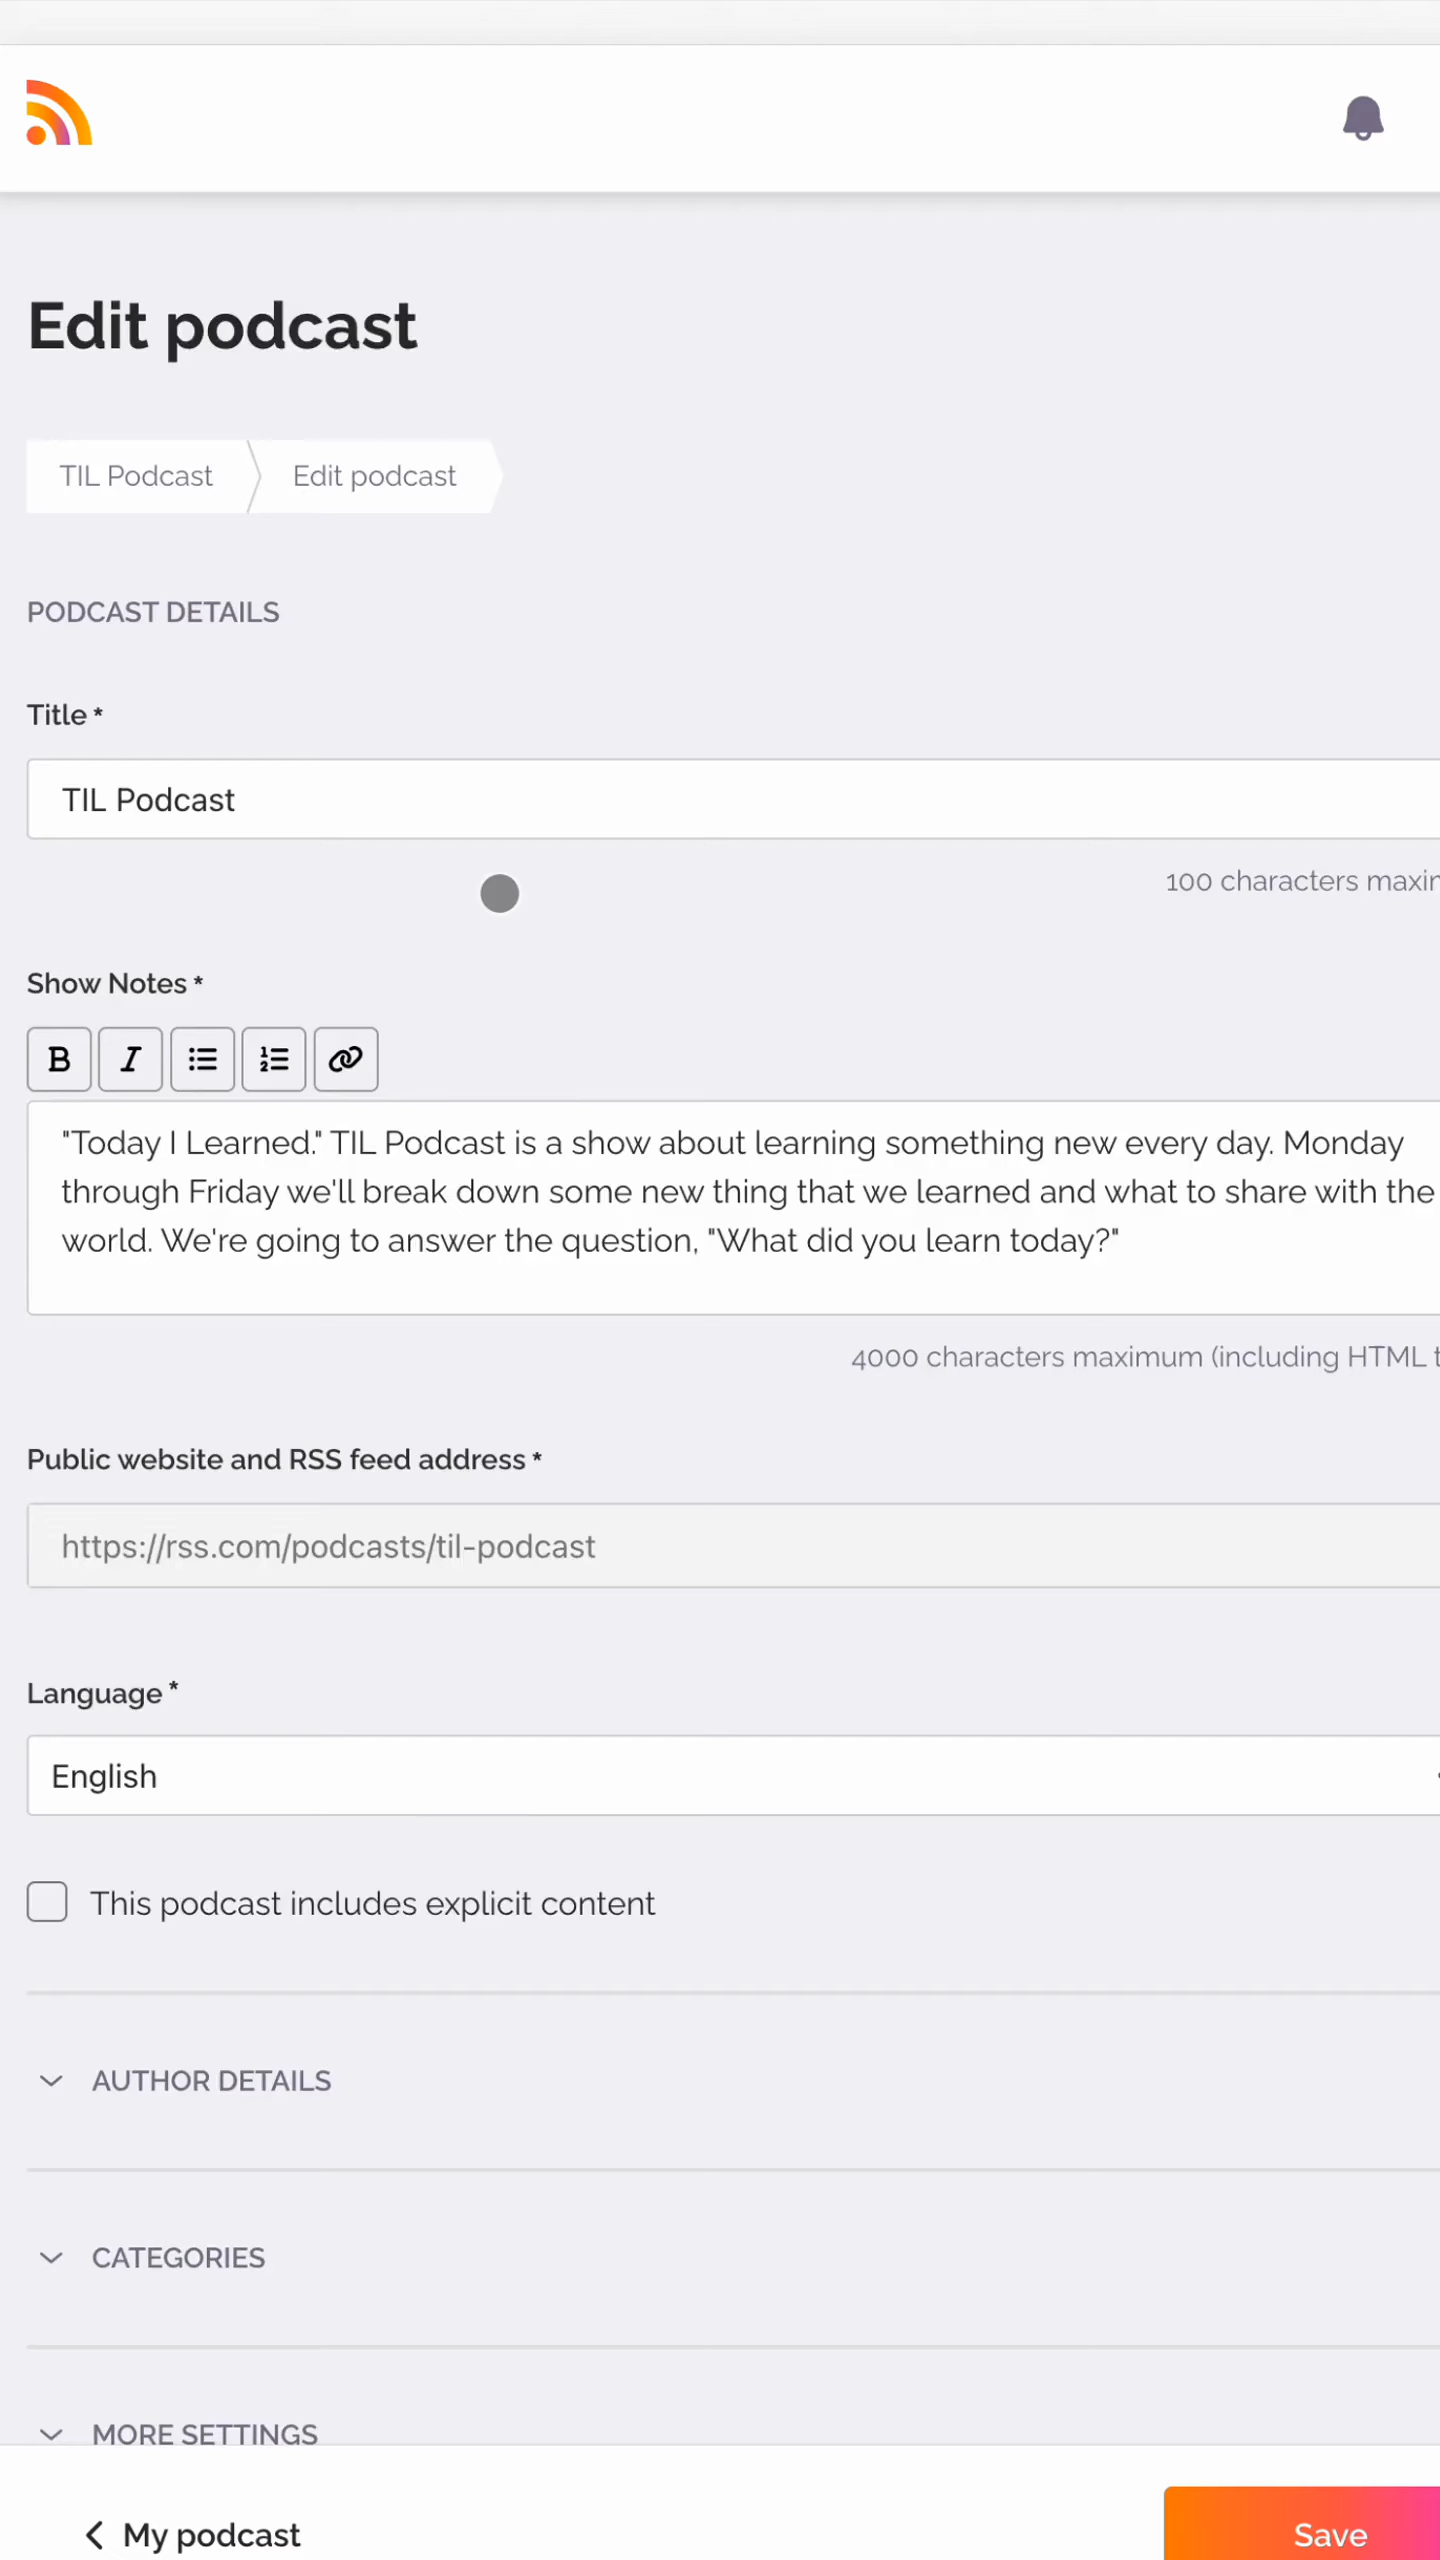 Edit podcast
TIL Podcast
Edit podcast
PODCAST DETAILS
Title *
TIL Podcast
100 characters
Show Notes *
B I
"Today I Learned." TIL Podcast is a show about learning something new every day. Monday
through Friday we'll break down some new thing that we learned and what to share with the
world. We're going to answer the question, "What did you learn today?"
4000 characters maximum (including HTML
Public website and RSS feed address *
https://rss.com/podcasts/til-podcast
Language *
English
This podcast includes explicit content
AUTHOR DETAILS
CATEGORIES
MORE SETTINGS
My podcast
Save